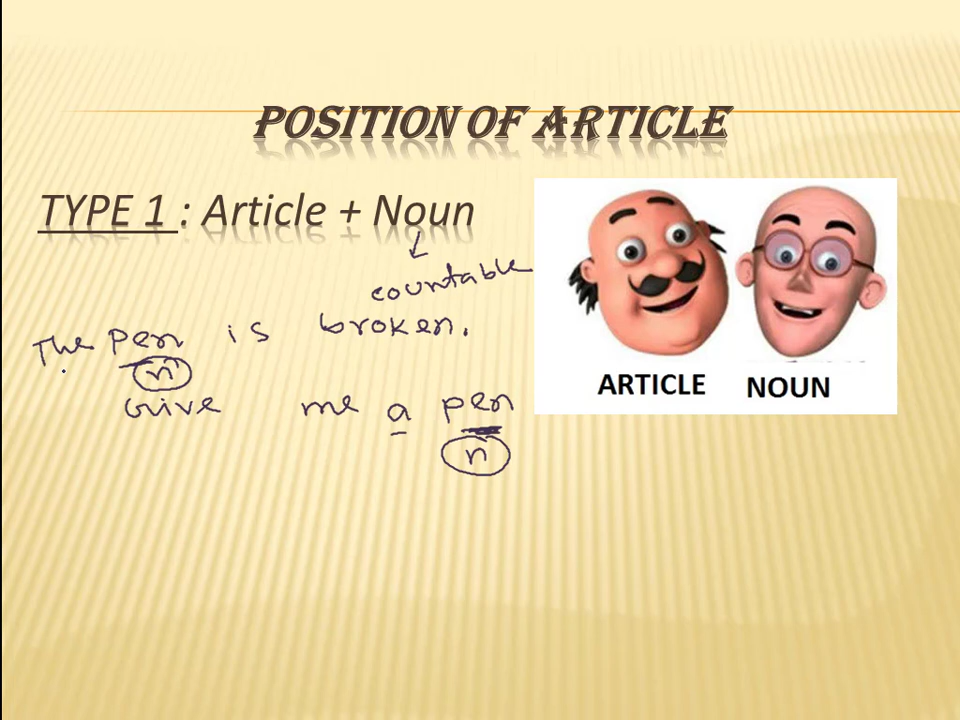 POSITION OF ARTICLE
TYPE 1 : Article + Noun
countable
The pen is broken.
n
Give me a pen
n
ARTICLE NOUN